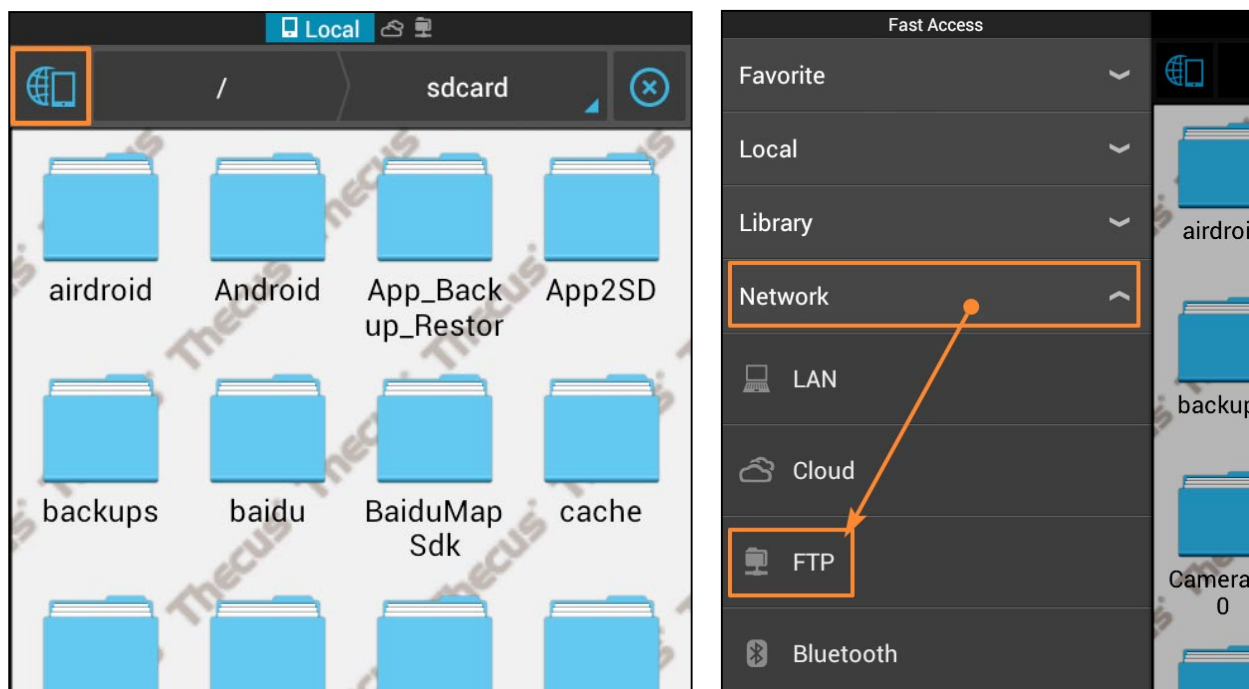 Local
/
sdcard
airdroid
Android
App_Back
up_Restor
App2SD
backups
baidu
BaiduMap
Sdk
cache
Thecus
Fast Access
Favorite
Local
Library
Network
LAN
Cloud
FTP
Bluetooth
airdroi
backup
Camera
0